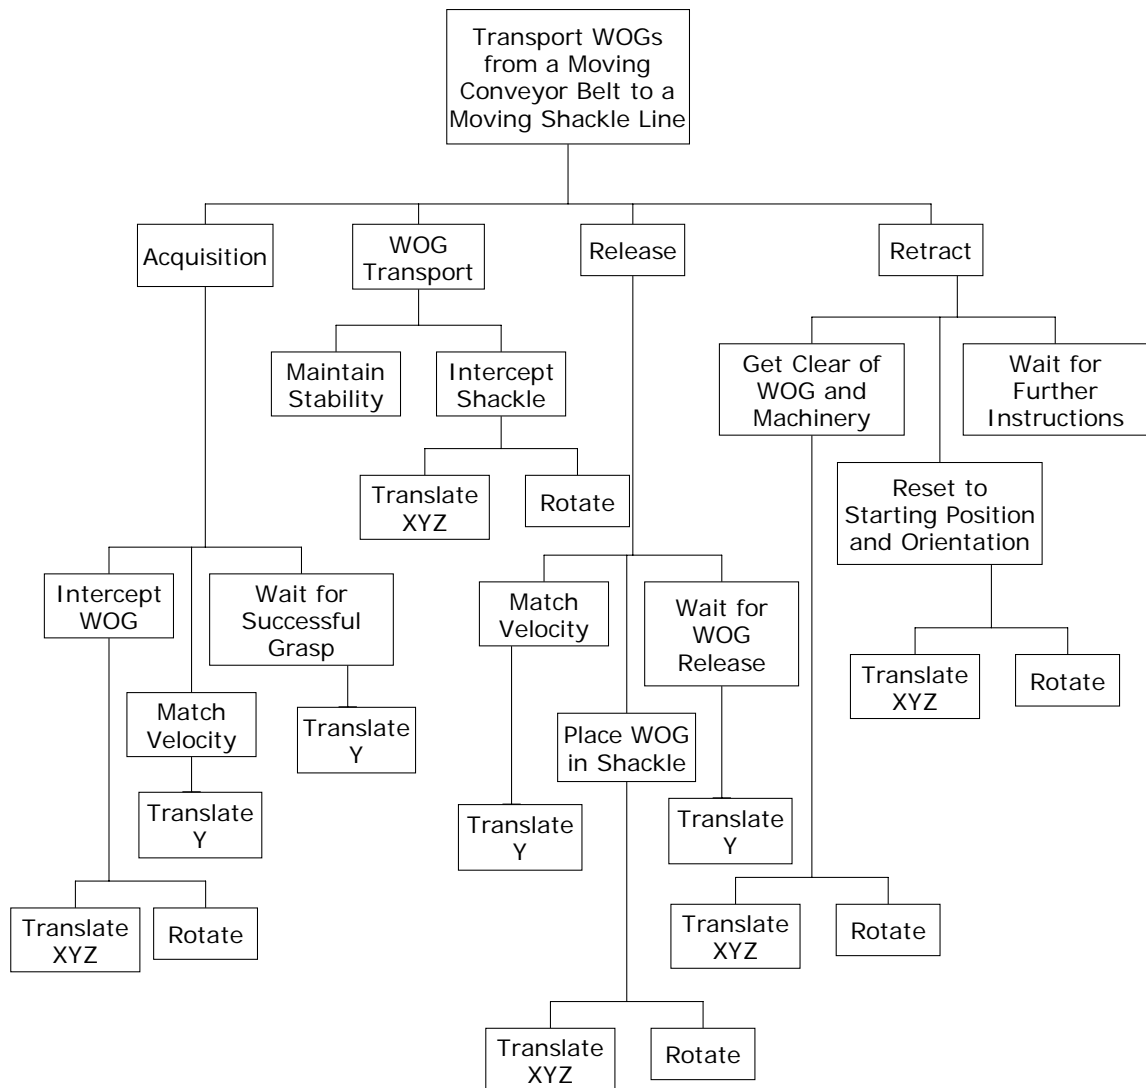 Transport WOGs
from a Moving
Conveyor Belt to a
Moving Shackle Line
Acquisition
WOG
Transport
Release
Retract
Maintain
Stability
Intercept
Shackle
Get Clear of
WOG and
Machinery
Wait for
Further
Instructions
Translate
XYZ
Rotate
Reset to
Starting Position
and Orientation
Intercept
WOG
Wait for
Successful
Grasp
Match
Velocity
Wait for
WOG
Release
Translate
XYZ
Rotate
Match
Velocity
Translate
Y
Place WOG
in Shackle
Translate
Y
Translate
Y
Translate
Y
Translate
XYZ
Rotate
Translate
XYZ
Rotate
Translate
XYZ
Rotate